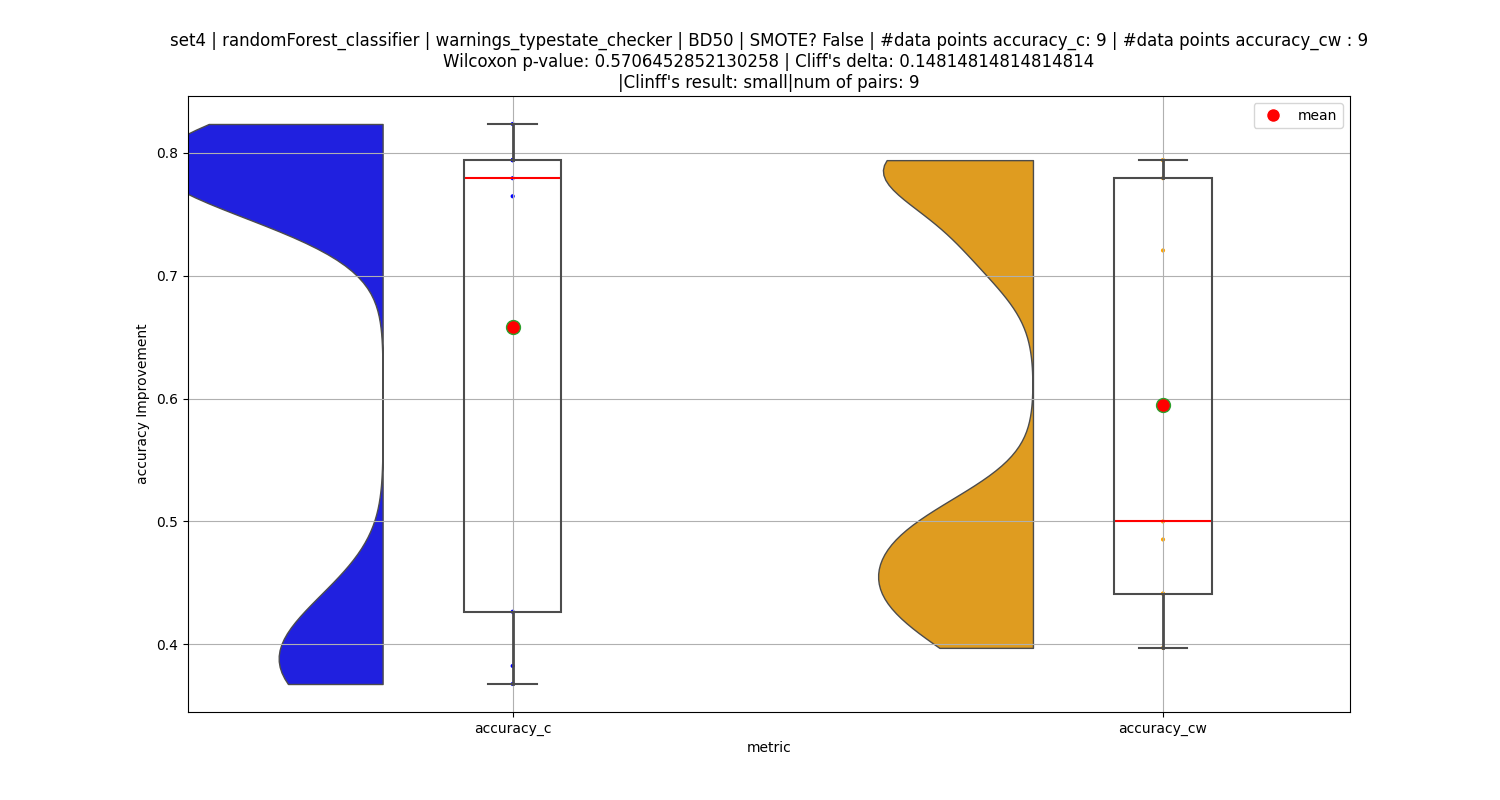 set4 | randomForest_classifier | warnings_typestate_checker | BD50 | SMOTE? False | #data points accuracy_c: 9 | #data points accuracy_cw : 9
Wilcoxon p-value: 0.5706452852130258 | Cliff's delta: 0.14814814814814814
|Clinff's result: small|num of pairs: 9
mean
0.8
0.7
0.6
0.5
0.4
accuracy Improvement
accuracy_c
accuracy_cw
metric